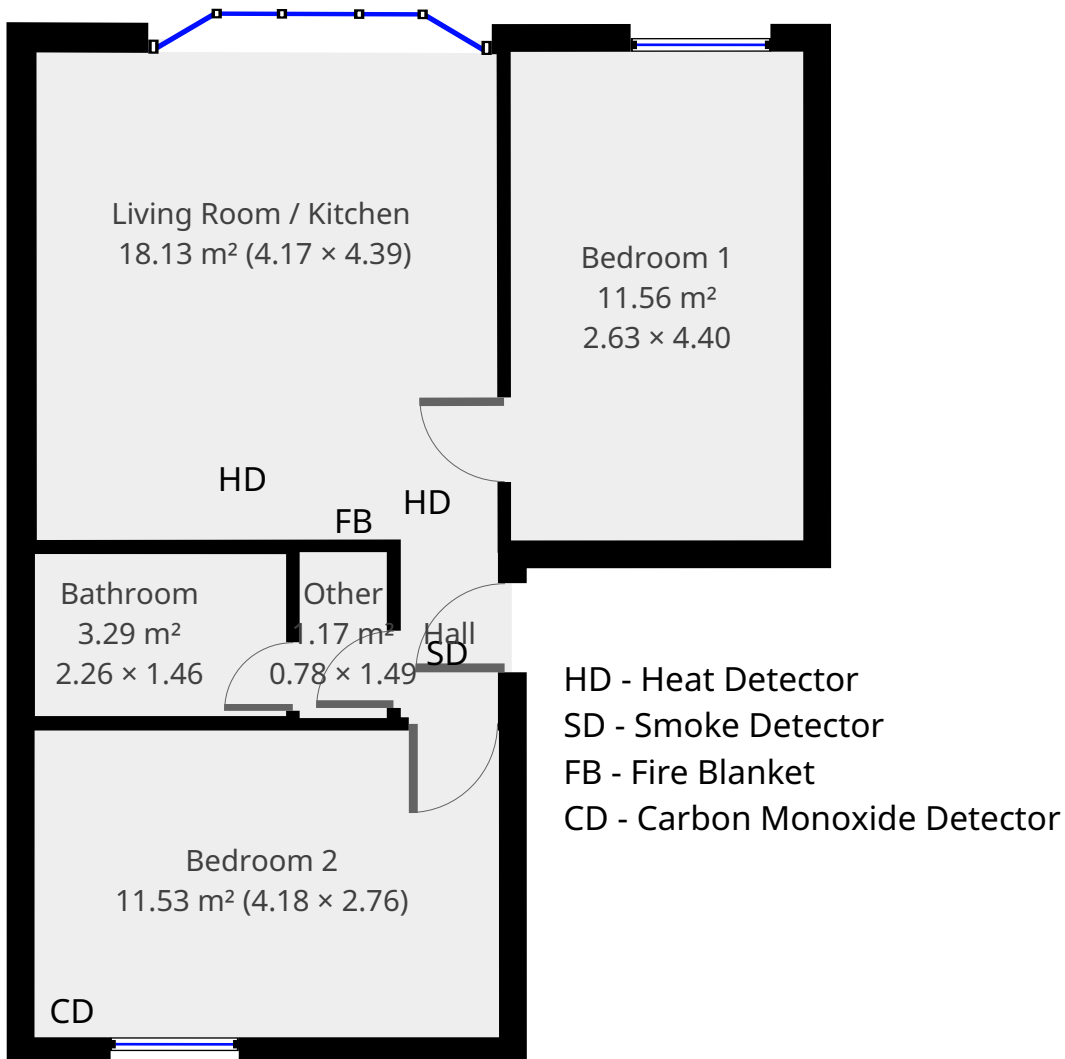 Living Room / Kitchen
18.13 m² (4.17 × 4.39)
Bedroom 1
11.56 m²
2.63 × 4.40
HD
HD
FB
Bathroom
3.29 m²
2.26 × 1.46
Other
1.17 m²
0.78 × 1.49
Hall
SD
HD - Heat Detector
SD - Smoke Detector
FB - Fire Blanket
CD - Carbon Monoxide Detector
Bedroom 2
11.53 m² (4.18 × 2.76)
CD